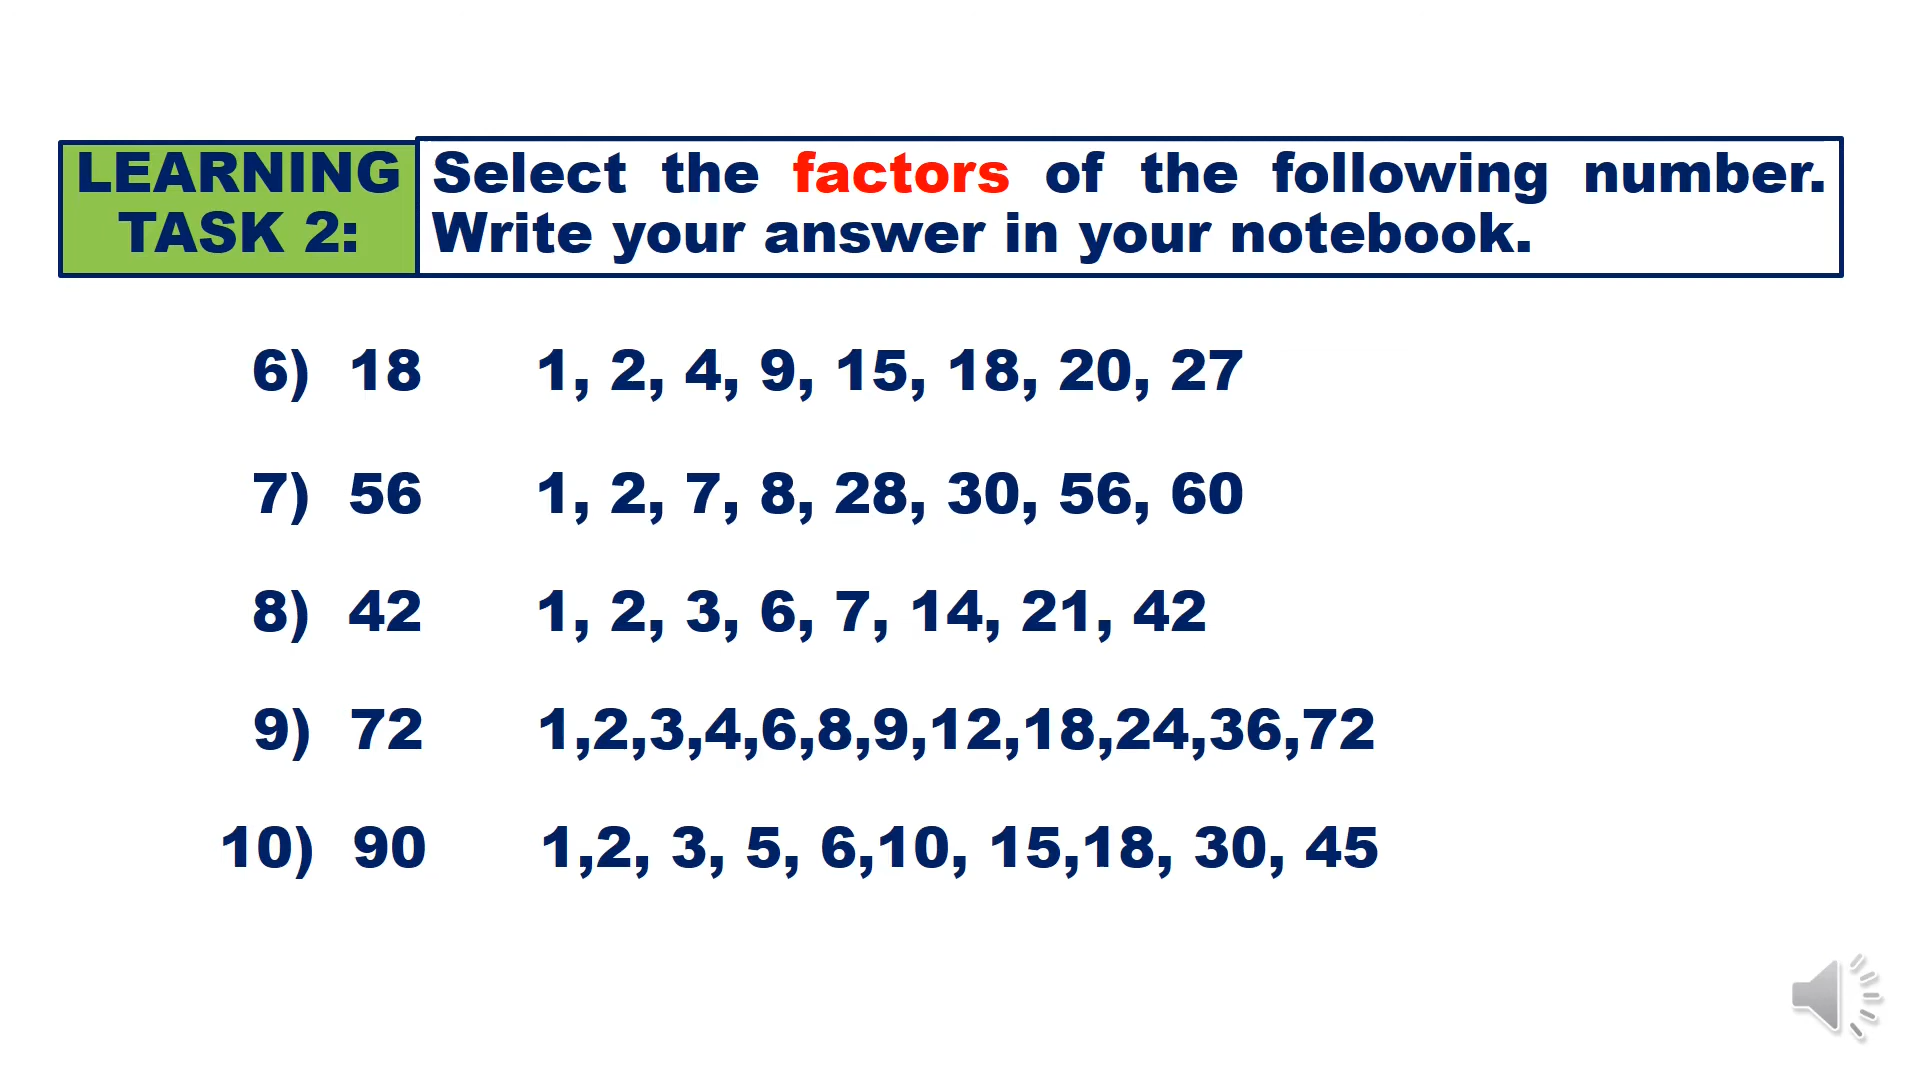 LEARNING
TASK 2:
Select the factors of the following number.
Write your answer in your notebook.
6) 18 1, 2, 4, 9, 15, 18, 20, 27
7) 56 1, 2, 7, 8, 28, 30, 56, 60
8) 42 1, 2, 3, 6, 7, 14, 21, 42
9) 72 1,2,3,4,6,8,9,12,18,24,36,72
10) 90 1,2, 3, 5, 6,10, 15,18, 30, 45